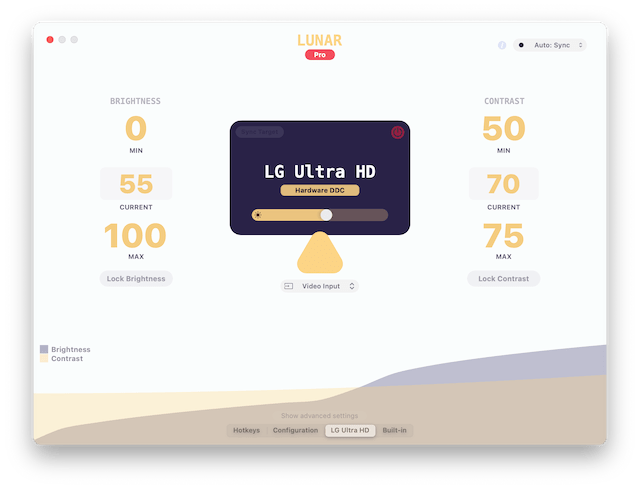 LUNAR
Pro
Auto: Sync
BRIGHTNESS
0
MIN
55
CURRENT
100
MAX
Lock Brightness
Sync Target
LG Ultra HD
Hardware DDC
Video Input
CONTRAST
50
MIN
70
CURRENT
75
MAX
Lock Contrast
Brightness
Contrast
Show advanced settings
Hotkeys Configuration LG Ultra HD Built-in